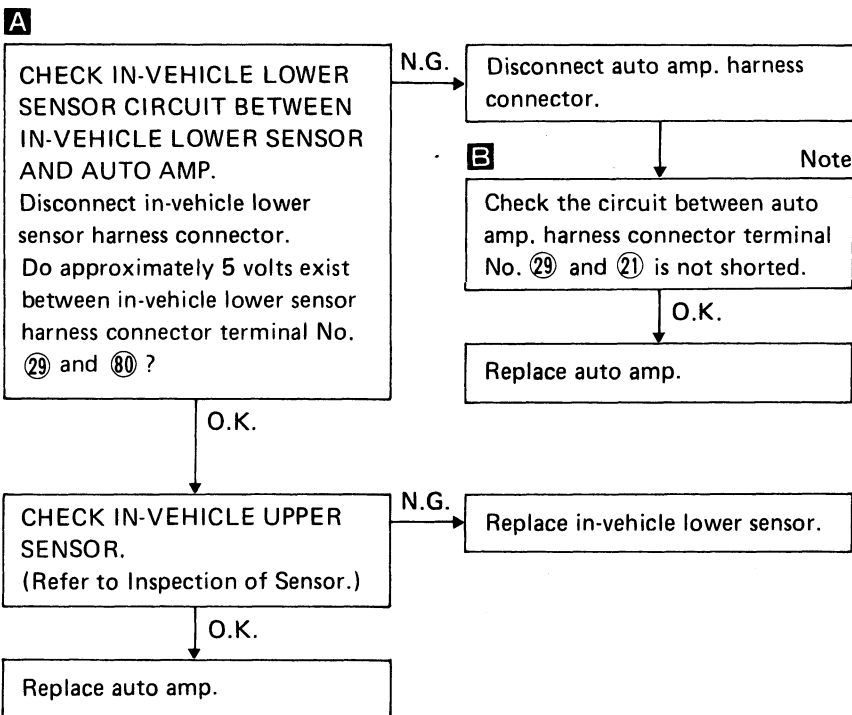 A
CHECK IN-VEHICLE LOWER
SENSOR CIRCUIT BETWEEN
IN-VEHICLE LOWER SENSOR
AND AUTO AMP.
Disconnect in-vehicle lower
sensor harness connector.
Do approximately 5 volts exist
between in-vehicle lower sensor
harness connector terminal No.
㉙ and 80 ?
N.G.
Disconnect auto amp. harness
connector.
B
Note
Check the circuit between auto
amp. harness connector terminal
No. ㉙ and ㉑ is not shorted.
O.K.
Replace auto amp.
O.K.
CHECK IN-VEHICLE UPPER
SENSOR.
(Refer to Inspection of Sensor.)
N.G.
Replace in-vehicle lower sensor.
O.K.
Replace auto amp.